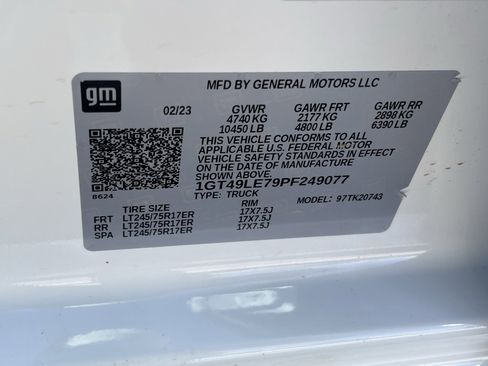 gm
MFD BY GENERAL MOTORS LLC
02/23 GVWR GAWR FRT GAWR RR
4740 KG 2177 KG 2898 KG
10450 LB 4800 LB 6390 LB
THIS VEHICLE CONFORMS TO ALL
APPLICABLE U.S. FEDERAL MOTOR
VEHICLE SAFETY STANDARDS IN EFFECT
ON THE DATE OF MANUFACTURE
SHOWN ABOVE.
1GT49LE79PF249077
8624 TYPE: TRUCK MODEL: 97TK20743
TIRE SIZE RIM
FRT LT245/75R17ER 17X7.5J
RR LT245/75R17ER 17X7.5J
SPA LT245/75R17ER 17X7.5J